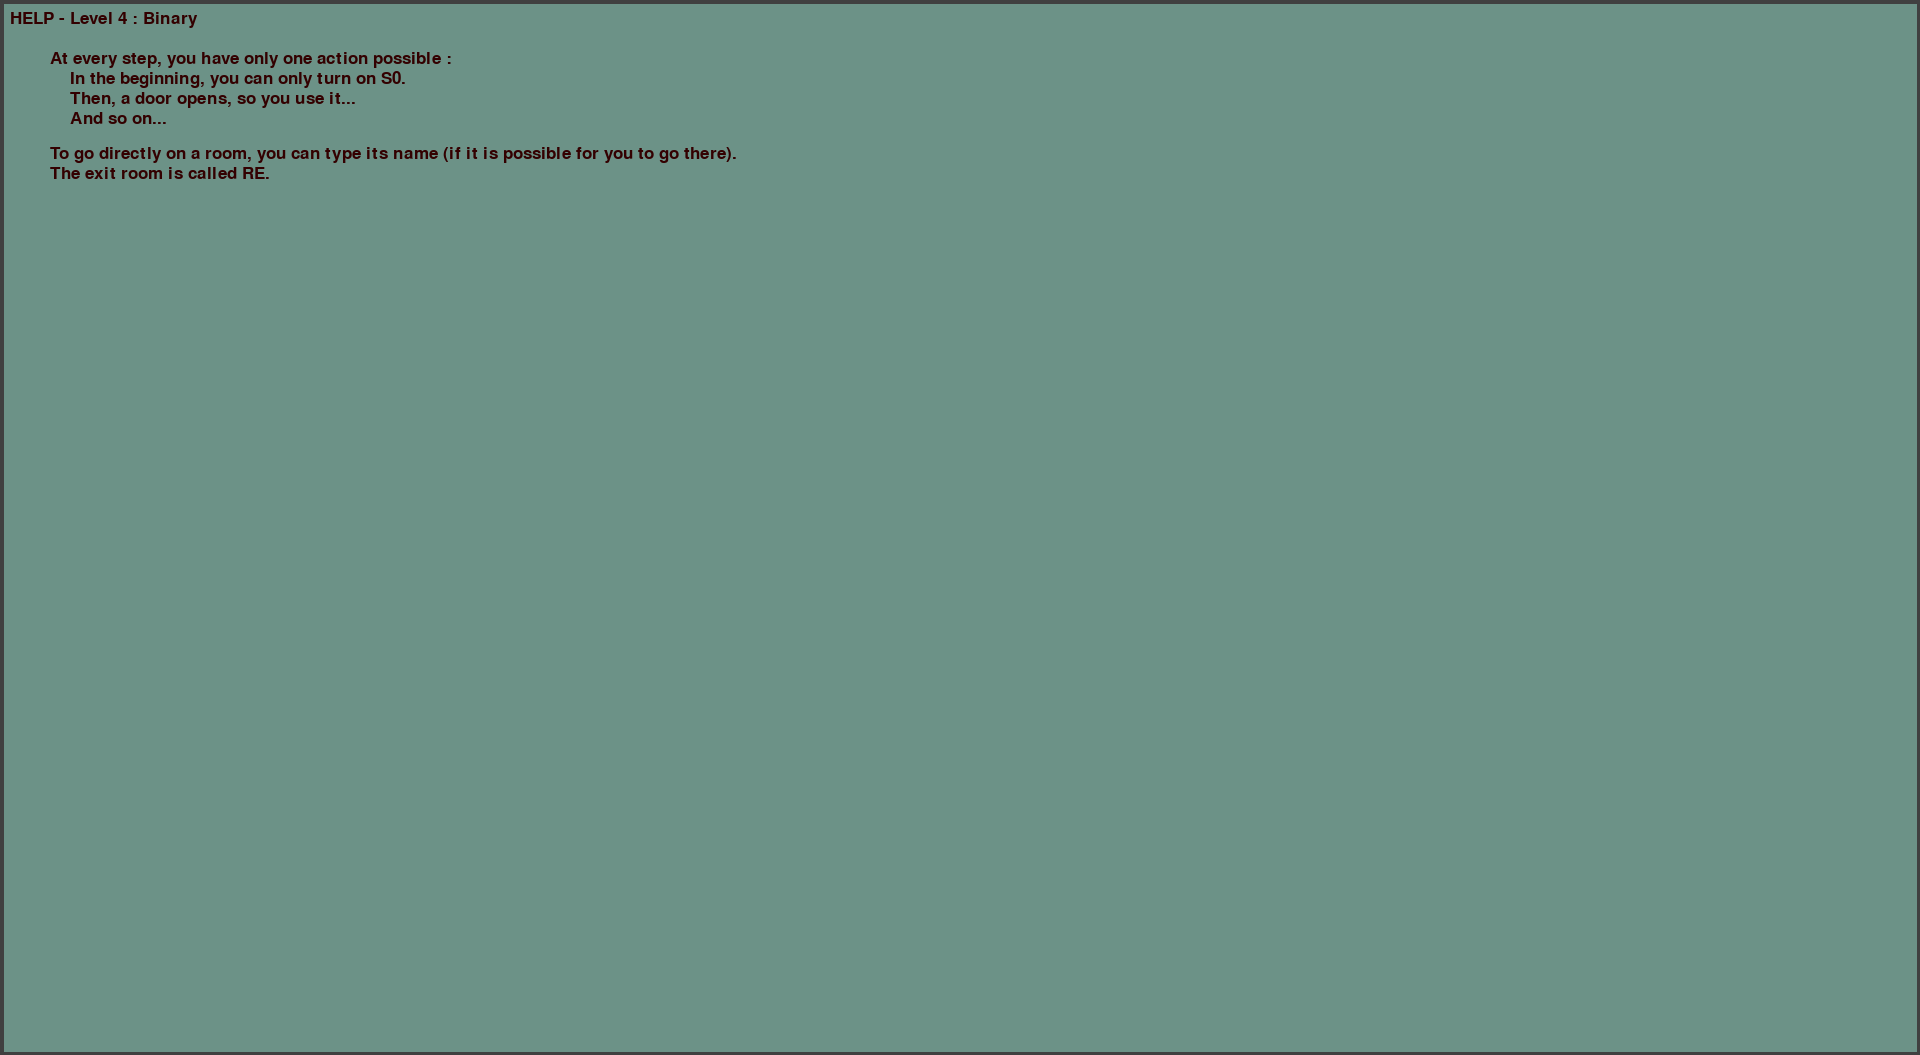 HELP - Level 4 : Binary
At every step, you have only one action possible :
In the beginning, you can only turn on S0.
Then, a door opens, so you use it...
And so on...
To go directly on a room, you can type its name (if it is possible for you to go there).
The exit room is called RE.